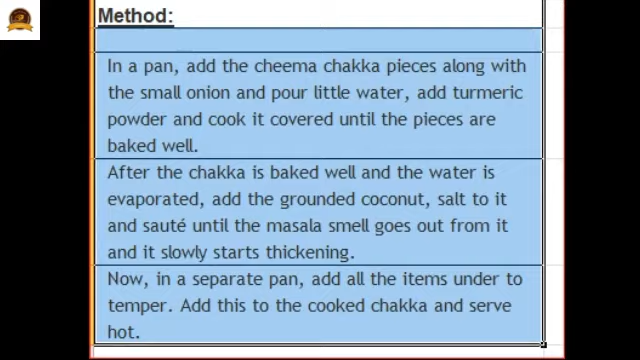 Method:
In a pan, add the cheema chakka pieces along with
the small onion and pour little water, add turmeric
powder and cook it covered until the pieces are
baked well.
After the chakka is baked well and the water is
evaporated, add the grounded coconut, salt to it
and sauté until the masala smell goes out from it
and it slowly starts thickening.
Now, in a separate pan, add all the items under to
temper. Add this to the cooked chakka and serve
hot.